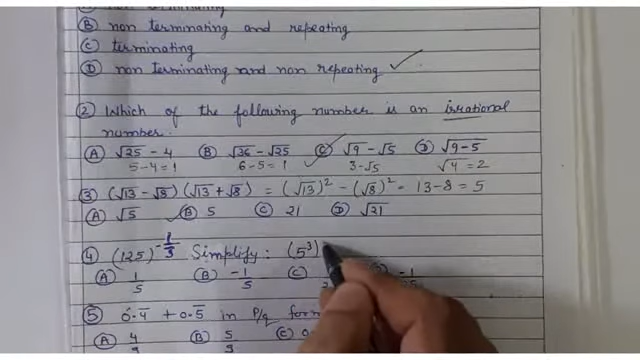 Ⓑ non terminating and repeating
Ⓒ terminating
Ⓓ non terminating and non repeating ✓
② Which of the following number is an irrational
number.
Ⓐ √25 - 4 Ⓑ √36 - √25 Ⓒ √9 - √5 Ⓓ √9-5
5-4=1 6-5=1 3-√5 √4=2
③ (√13 - √8)(√13 + √8) = (√13)² - (√8)² = 13-8 = 5
Ⓐ √5 Ⓑ 5 Ⓒ 21 Ⓓ √21
④ (125)^-1/3 Simplify: (5³)
Ⓐ 1/5 Ⓑ -1/5 Ⓒ
⑤ 0.4̅ + 0.5̅ in P/q
Ⓐ 4/9 Ⓑ 5/9 Ⓒ